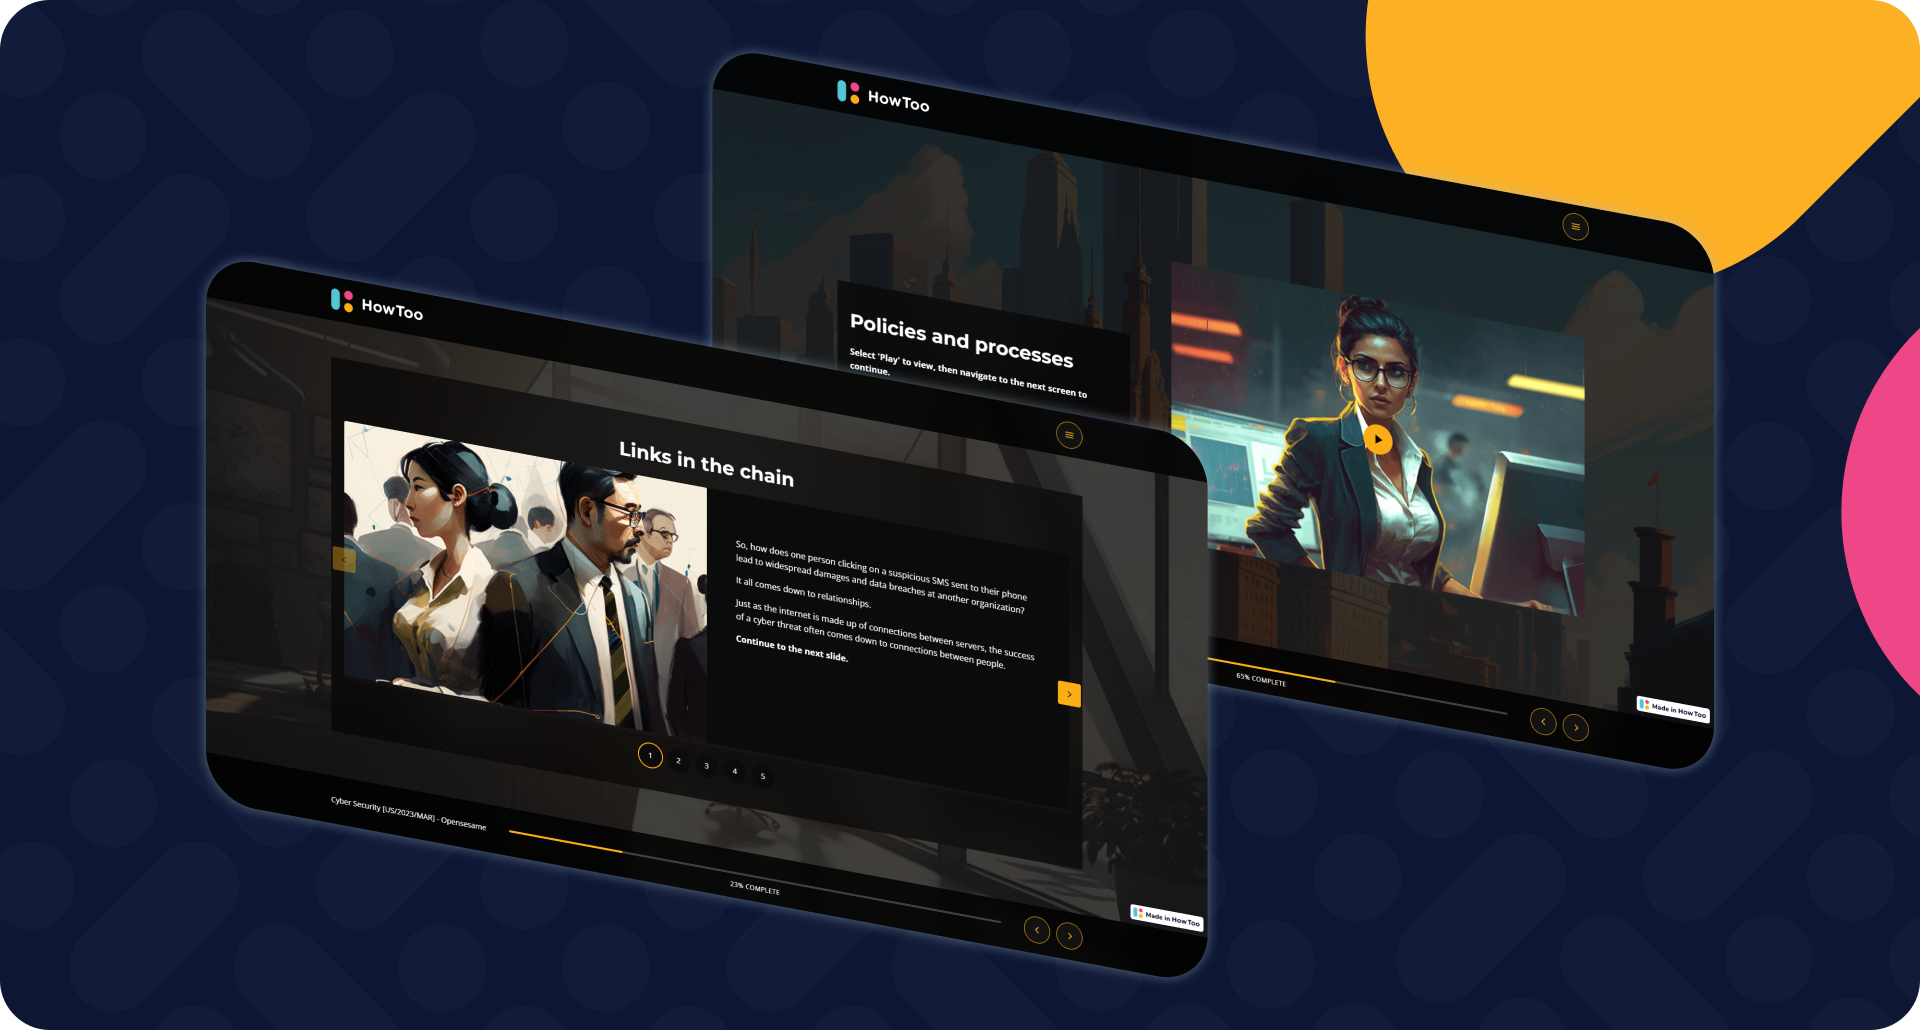 HowToo
Policies and processes
Select 'Play' to view, then navigate to the next screen to
continue.
65% COMPLETE
Made in HowToo
HowToo
Links in the chain
So, how does one person clicking on a suspicious SMS sent to their phone
lead to widespread damages and data breaches at another organization?
It all comes down to relationships.
Just as the internet is made up of connections between servers, the success
of a cyber threat often comes down to connections between people.
Continue to the next slide.
1 2 3 4 5
Cyber Security [US/2023/MAR] - Opensesame
23% COMPLETE
Made in HowToo